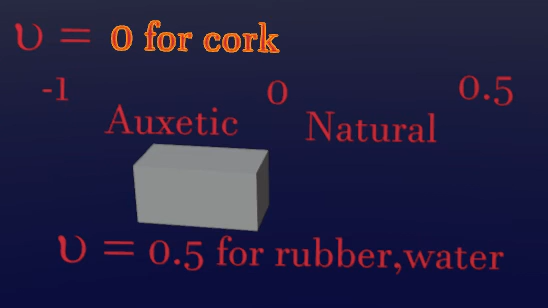 υ = 0 for cork
-1 0 0.5
Auxetic Natural
υ = 0.5 for rubber,water